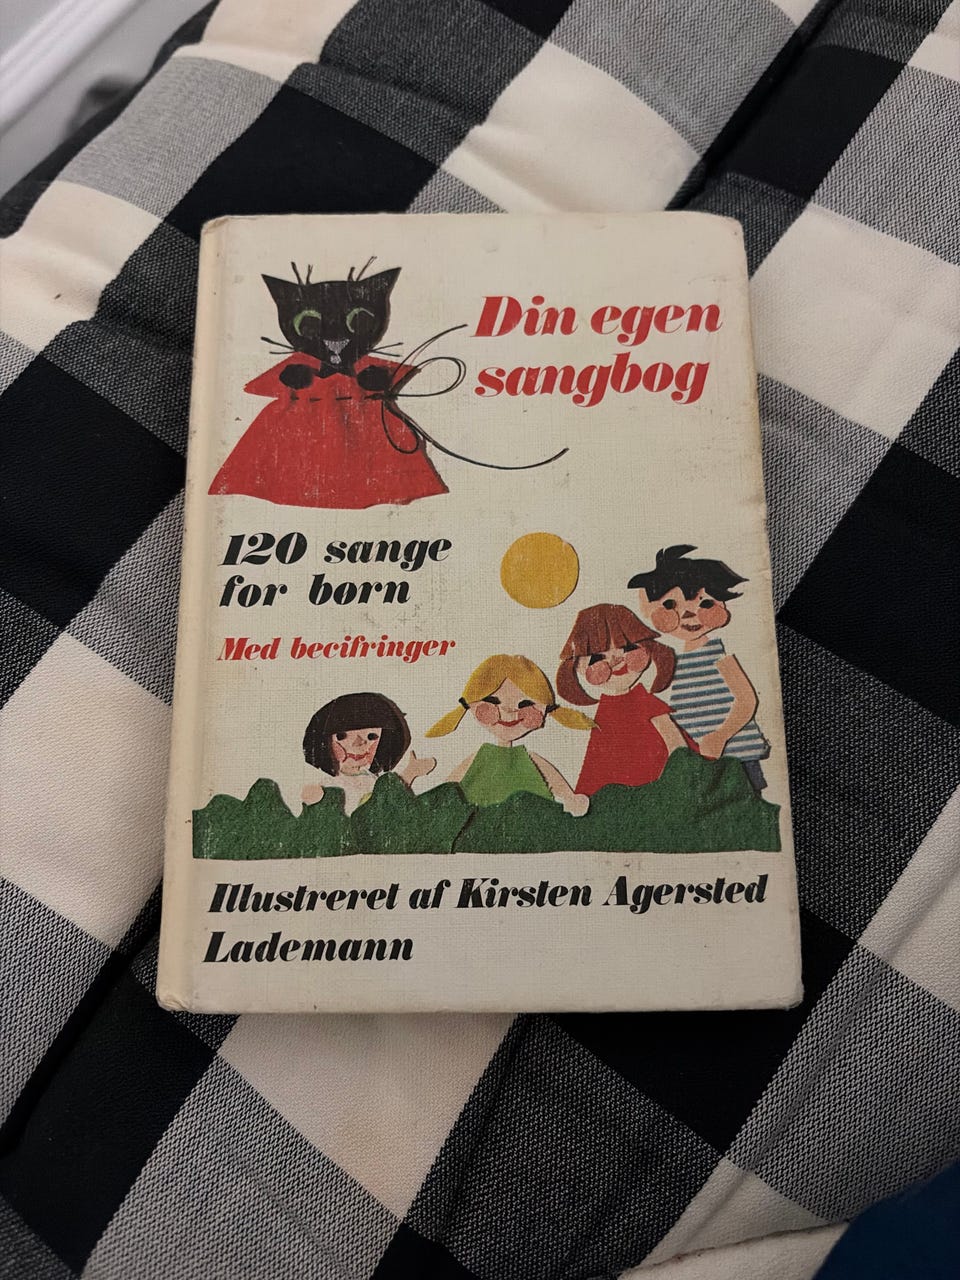 Din egen
sangbog
120 sange
for børn
Med becifringer
Illustreret af Kirsten Agersted
Lademann